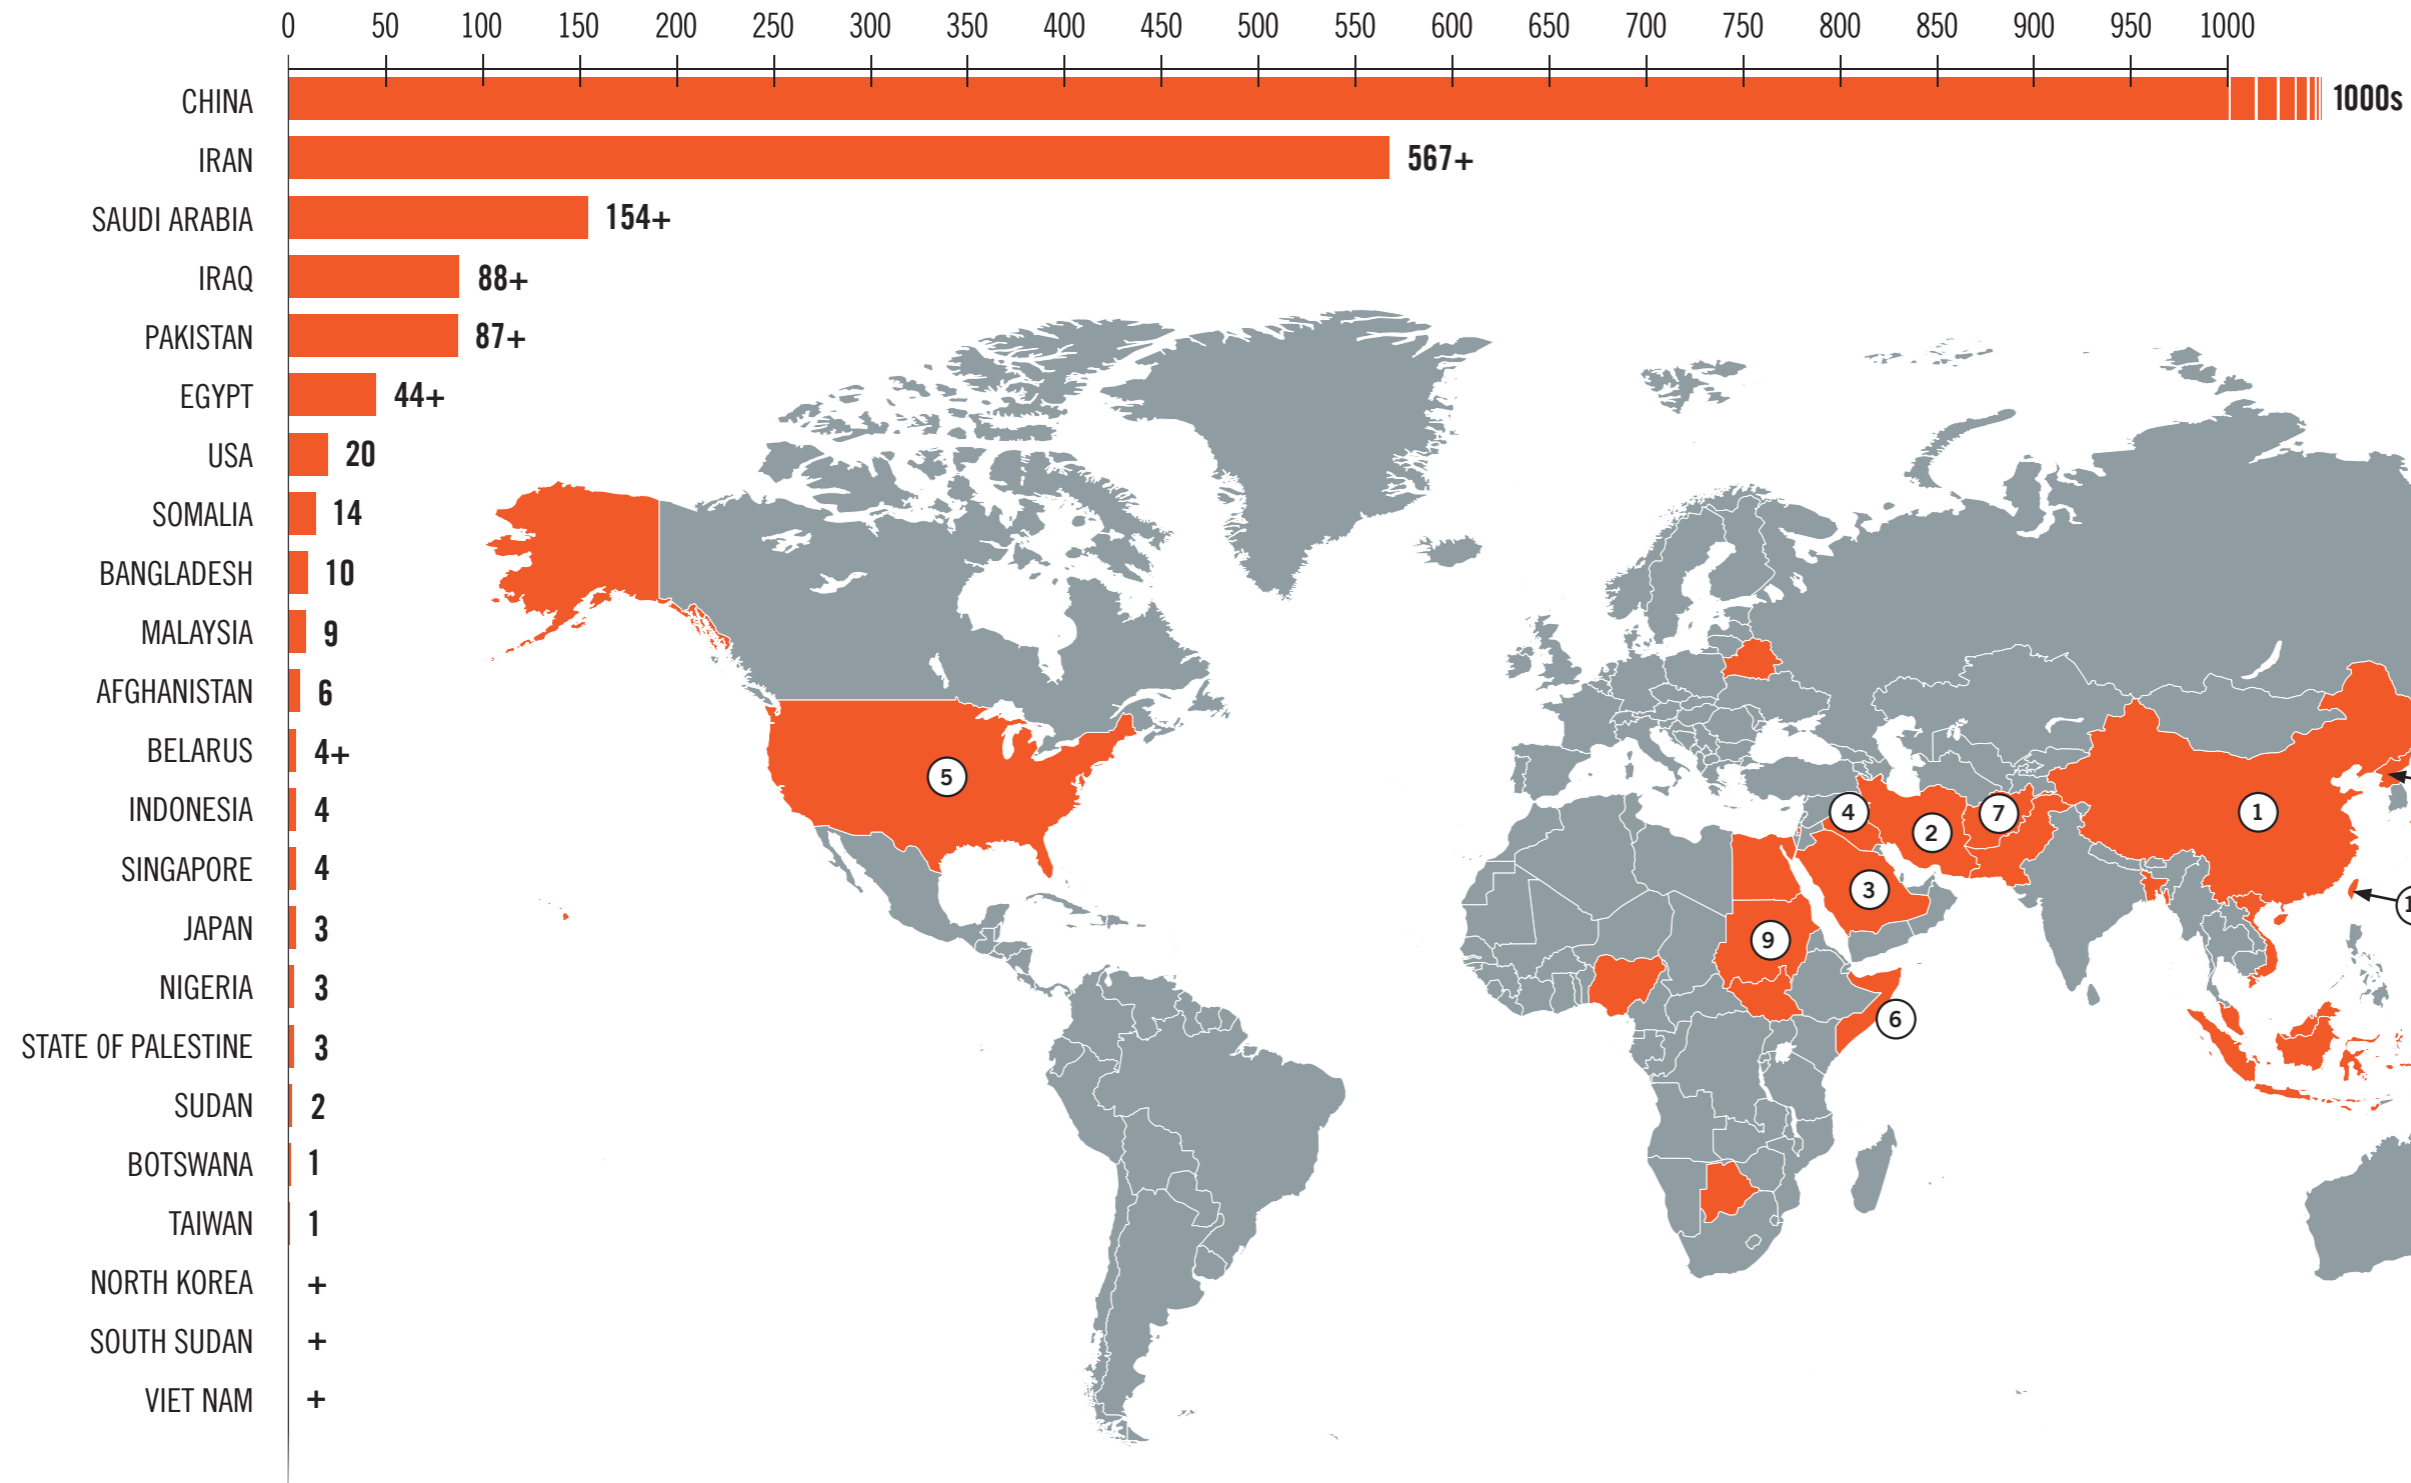 0 50 100 150 200 250 300 350 400 450 500 550 600 650 700 750 800 850 900 950 1000
CHINA 1000s
IRAN 567+
SAUDI ARABIA 154+
IRAQ 88+
PAKISTAN 87+
EGYPT 44+
USA 20
SOMALIA 14
BANGLADESH 10
MALAYSIA 9
AFGHANISTAN 6
BELARUS 4+
INDONESIA 4
SINGAPORE 4
JAPAN 3
NIGERIA 3
STATE OF PALESTINE 3
SUDAN 2
BOTSWANA 1
TAIWAN 1
NORTH KOREA +
SOUTH SUDAN +
VIET NAM +
5
4
7
1
2
3
9
6